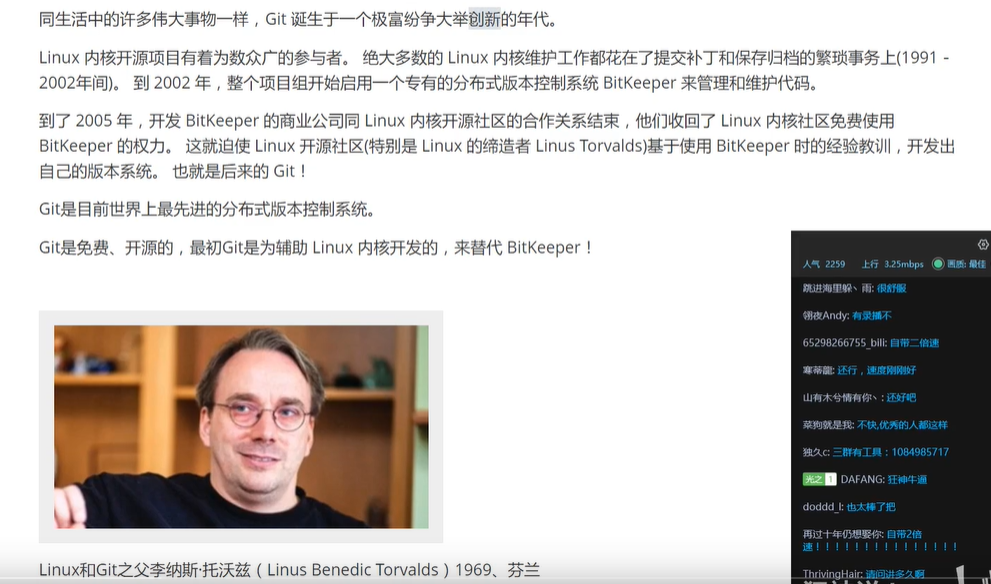 同生活中的许多伟大事物一样，Git 诞生于一个极富纷争大举创新的年代。
Linux 内核开源项目有着为数众广的参与者。 绝大多数的 Linux 内核维护工作都花在了提交补丁和保存归档的繁琐事务上(1991－
2002年间)。 到 2002 年，整个项目组开始启用一个专有的分布式版本控制系统 BitKeeper 来管理和维护代码。
到了 2005 年，开发 BitKeeper 的商业公司同 Linux 内核开源社区的合作关系结束，他们收回了 Linux 内核社区免费使用
BitKeeper 的权力。 这就迫使 Linux 开源社区(特别是 Linux 的缔造者 Linus Torvalds)基于使用 BitKeeper 时的经验教训，开发出
自己的版本系统。 也就是后来的 Git！
Git是目前世界上最先进的分布式版本控制系统。
Git是免费、开源的，最初Git是为辅助 Linux 内核开发的，来替代 BitKeeper！
Linux和Git之父李纳斯·托沃兹（Linus Benedic Torvalds）1969、芬兰
人气 2259 上行 3.25mbps 画质: 最佳
跳进海里躲丶雨: 很舒服
翎夜Andy: 有录播不
65298266755_bili: 自带二倍速
寒蒂龍: 还行，速度刚刚好
山有木兮情有你丶: 还好吧
菜狗就是我: 不快,优秀的人都这样
独久c: 三群有工具：1084985717
光之 1 DAFANG: 狂神牛逼
doddd_l: 也太棒了把
再过十年仍想娶你: 自带2倍
速！！！！！！！！！！！！！！
ThrivingHair: 请问讲多久啊